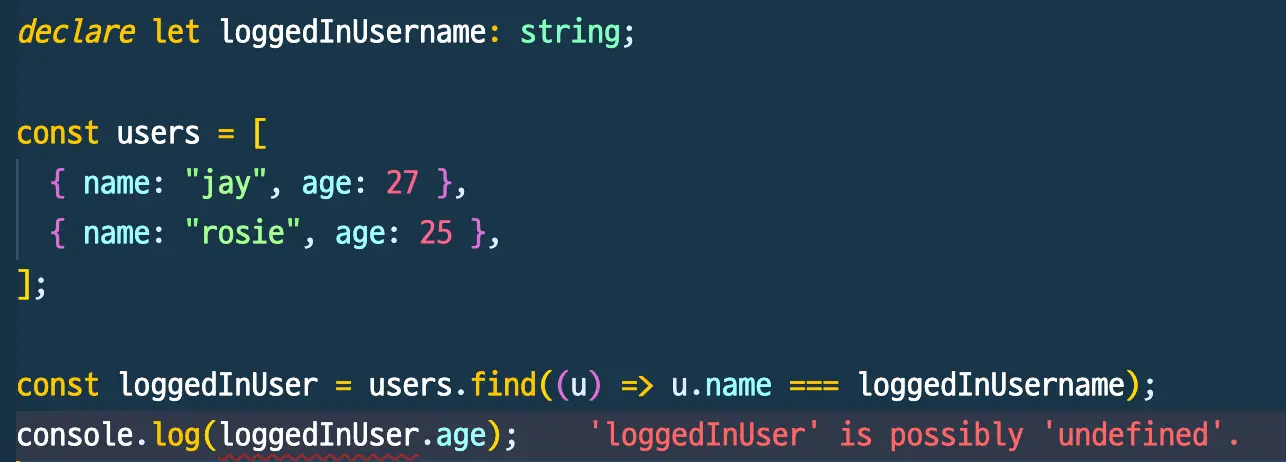 declare let loggedInUsername: string;
const users = [
{ name: "jay", age: 27 },
{ name: "rosie", age: 25 },
];
const loggedInUser = users.find((u) => u.name === loggedInUsername);
console.log(loggedInUser.age); 'loggedInUser' is possibly 'undefined'.